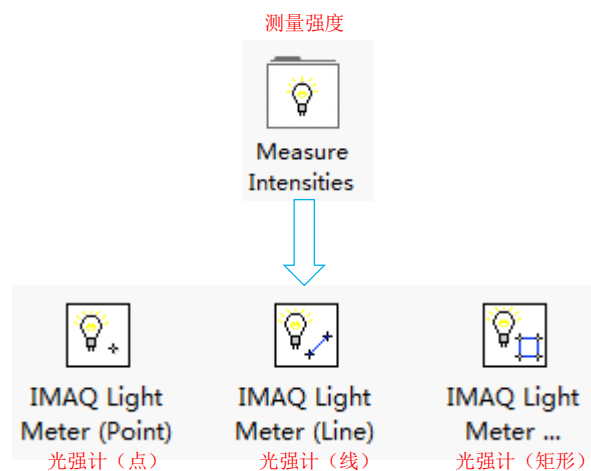 测量强度
Measure
Intensities
IMAQ Light
Meter (Point)
光强计（点）
IMAQ Light
Meter (Line)
光强计（线）
IMAQ Light
Meter ...
光强计（矩形）